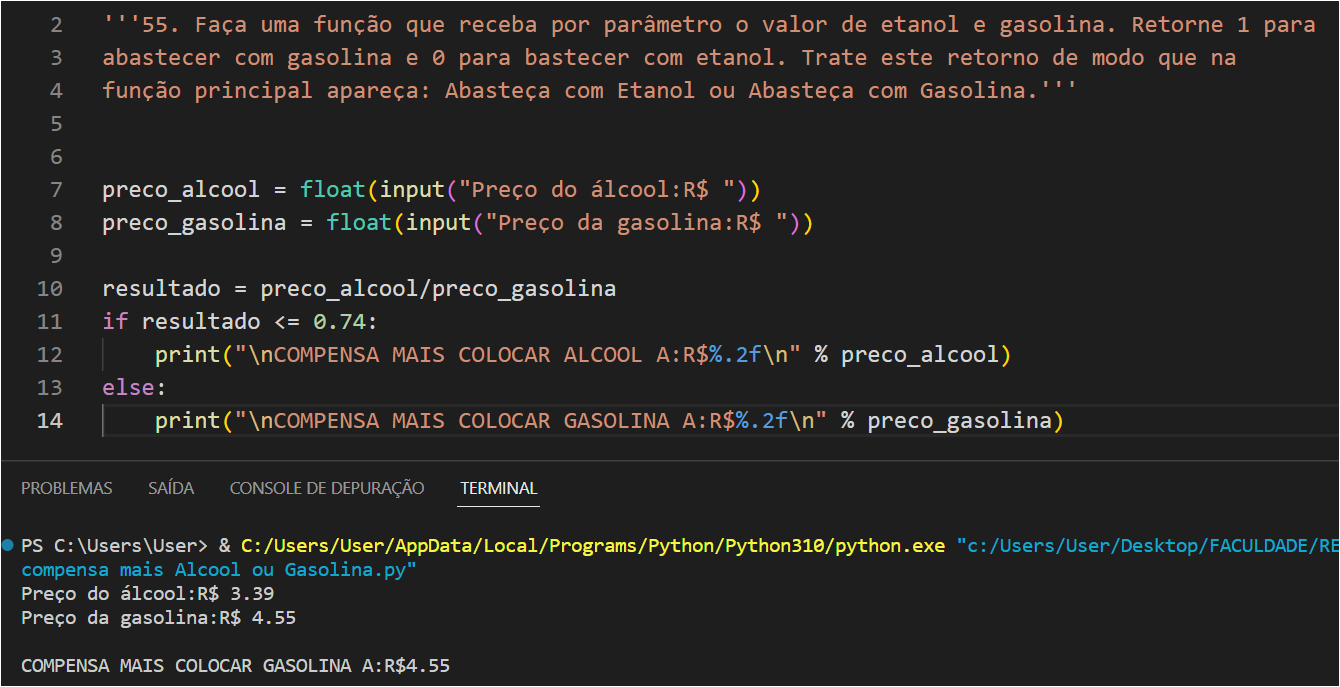 2 '''55. Faça uma função que receba por parâmetro o valor de etanol e gasolina. Retorne 1 para
3 abastecer com gasolina e 0 para bastecer com etanol. Trate este retorno de modo que na
4 função principal apareça: Abasteça com Etanol ou Abasteça com Gasolina.'''
5
6
7 preco_alcool = float(input("Preço do álcool:R$ "))
8 preco_gasolina = float(input("Preço da gasolina:R$ "))
9
10 resultado = preco_alcool/preco_gasolina
11 if resultado <= 0.74:
12     print("\nCOMPENSA MAIS COLOCAR ALCOOL A:R$%.2f\n" % preco_alcool)
13 else:
14     print("\nCOMPENSA MAIS COLOCAR GASOLINA A:R$%.2f\n" % preco_gasolina)
PROBLEMAS SAÍDA CONSOLE DE DEPURAÇÃO TERMINAL
PS C:\Users\User> & C:/Users/User/AppData/Local/Programs/Python/Python310/python.exe "c:/Users/User/Desktop/FACULDADE/RE
compensa mais Alcool ou Gasolina.py"
Preço do álcool:R$ 3.39
Preço da gasolina:R$ 4.55
COMPENSA MAIS COLOCAR GASOLINA A:R$4.55